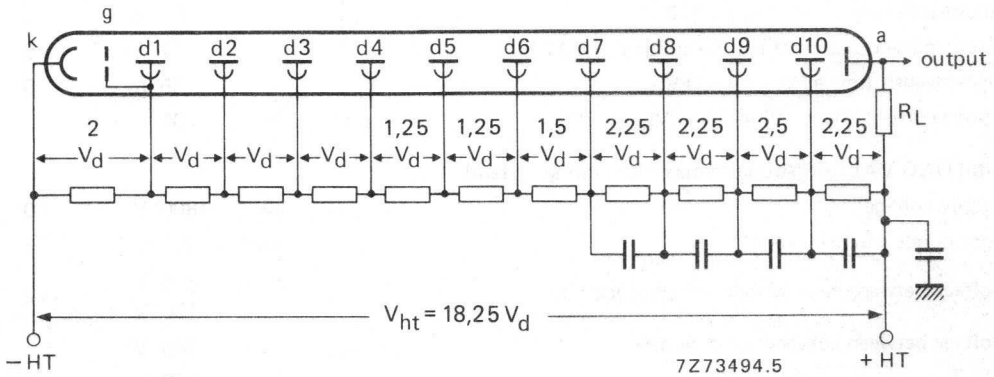 g
k d1 d2 d3 d4 d5 d6 d7 d8 d9 d10 a
output
R_L
2 1,25 1,25 1,5 2,25 2,25 2,5 2,25
V_d V_d V_d V_d V_d V_d V_d V_d V_d V_d V_d
V_ht = 18,25 V_d
−HT +HT
7Z73494.5